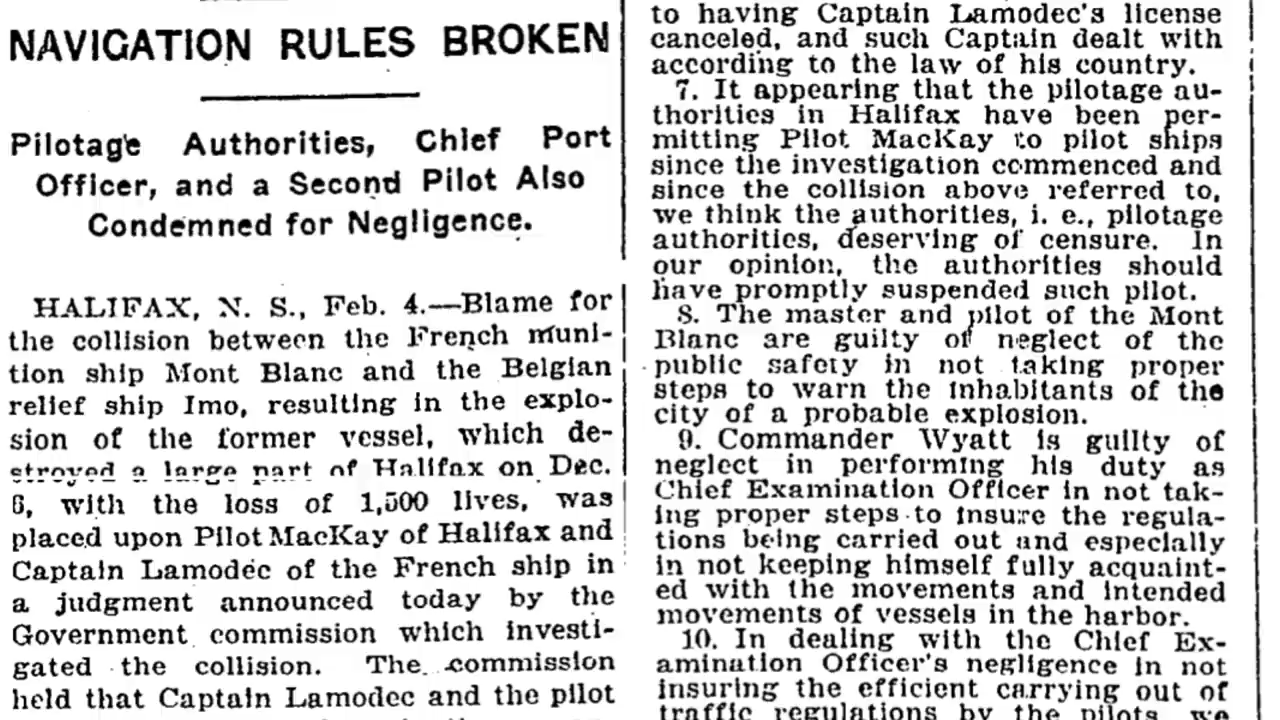 NAVIGATION RULES BROKEN
Pilotage Authorities, Chief Port
Officer, and a Second Pilot Also
Condemned for Negligence.
HALIFAX, N. S., Feb. 4.—Blame for
the collision between the French muni-
tion ship Mont Blanc and the Belgian
relief ship Imo, resulting in the explo-
sion of the former vessel, which de-
stroyed a large part of Halifax on Dec.
6, with the loss of 1,500 lives, was
placed upon Pilot MacKay of Halifax and
Captain Lamodec of the French ship in
a judgment announced today by the
Government commission which investi-
gated the collision. The commission
held that Captain Lamodec and the pilot
to having Captain Lamodec's license
canceled, and such Captain dealt with
according to the law of his country.
7. It appearing that the pilotage au-
thorities in Halifax have been per-
mitting Pilot MacKay to pilot ships
since the investigation commenced and
since the collision above referred to,
we think the authorities, i. e., pilotage
authorities, deserving of censure. In
our opinion, the authorities should
have promptly suspended such pilot.
8. The master and pilot of the Mont
Blanc are guilty of neglect of the
public safety in not taking proper
steps to warn the inhabitants of the
city of a probable explosion.
9. Commander Wyatt is guilty of
neglect in performing his duty as
Chief Examination Officer in not tak-
ing proper steps to insure the regula-
tions being carried out and especially
in not keeping himself fully acquaint-
ed with the movements and intended
movements of vessels in the harbor.
10. In dealing with the Chief Ex-
amination Officer's negligence in not
insuring the efficient carrying out of
traffic regulations by the pilots, we